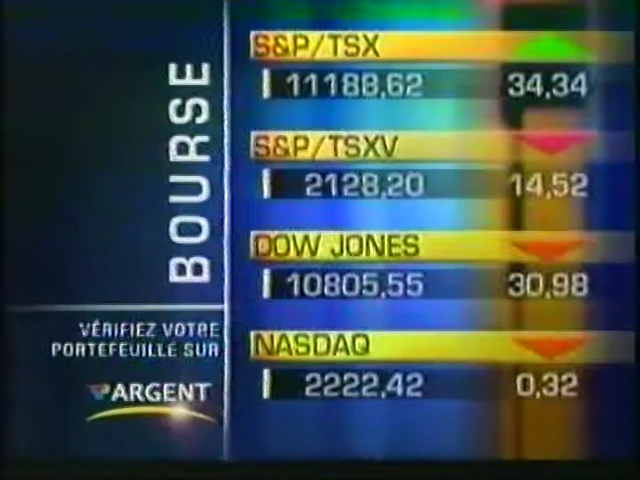 BOURSE
S&P/TSX
11188,62 34,34
S&P/TSXV
2128,20 14,52
DOW JONES
10805,55 30,98
NASDAQ
2222,42 0,32
VÉRIFIEZ VOTRE
PORTEFEUILLE SUR
ARGENT